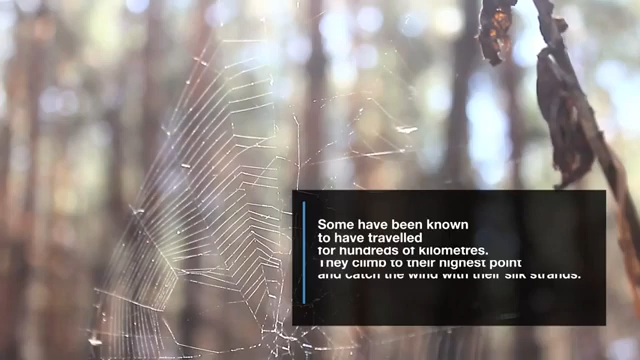 Some have been known
to have travelled
for hundreds of kilometres.
They climb to their highest point
and catch the wind with their silk strands.